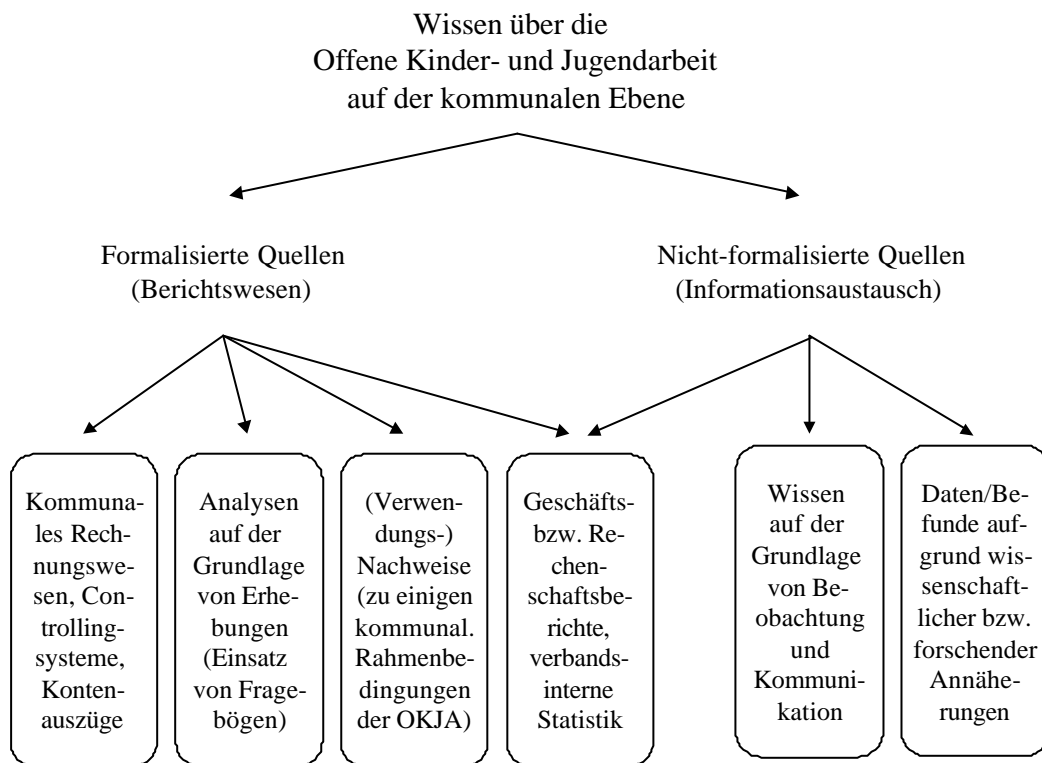 Wissen über die
Offene Kinder- und Jugendarbeit
auf der kommunalen Ebene
Formalisierte Quellen
(Berichtswesen)
Nicht-formalisierte Quellen
(Informationsaustausch)
Kommuna-
les Rech-
nungswe-
sen, Con-
trolling-
systeme,
Konten-
auszüge
Analysen
auf der
Grundlage
von Erhe-
bungen
(Einsatz
von Frage-
bögen)
(Verwen-
dungs-)
Nachweise
(zu einigen
kommunal.
Rahmenbe-
dingungen
der OKJA)
Geschäfts-
bzw. Re-
chen-
schaftsbe-
richte,
verbands-
interne
Statistik
Wissen
auf der
Grundlage
von Be-
obachtung
und
Kommuni-
kation
Daten/Be-
funde auf-
grund wis-
senschaft-
licher bzw.
forschender
Annähe-
rungen